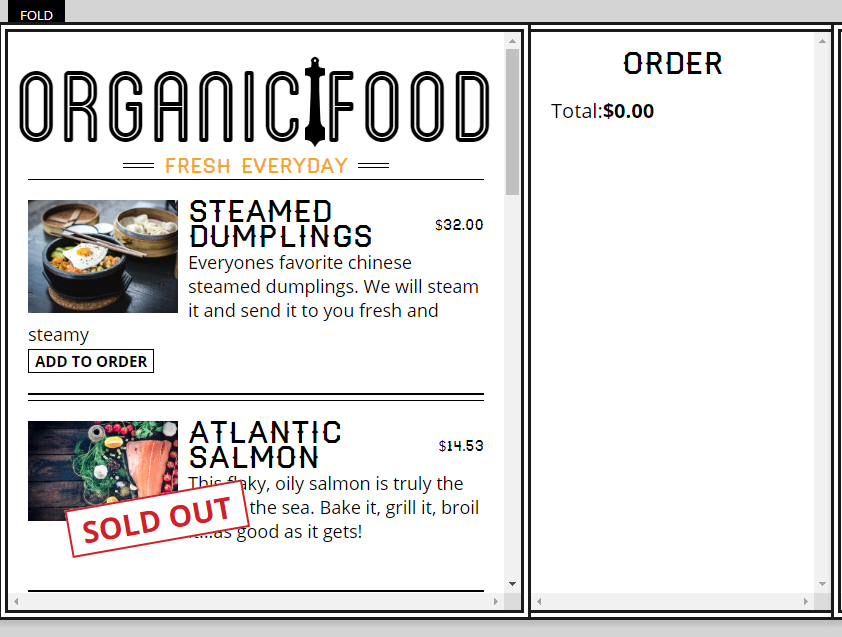 FOLD
ORGANIC FOOD
FRESH EVERYDAY
STEAMED
DUMPLINGS
$32.00
Everyones favorite chinese
steamed dumplings. We will steam
it and send it to you fresh and
steamy
ADD TO ORDER
ATLANTIC
SALMON
$14.53
This flaky, oily salmon is truly the
the sea. Bake it, grill it, broil
as good as it gets!
SOLD OUT
ORDER
Total:$0.00